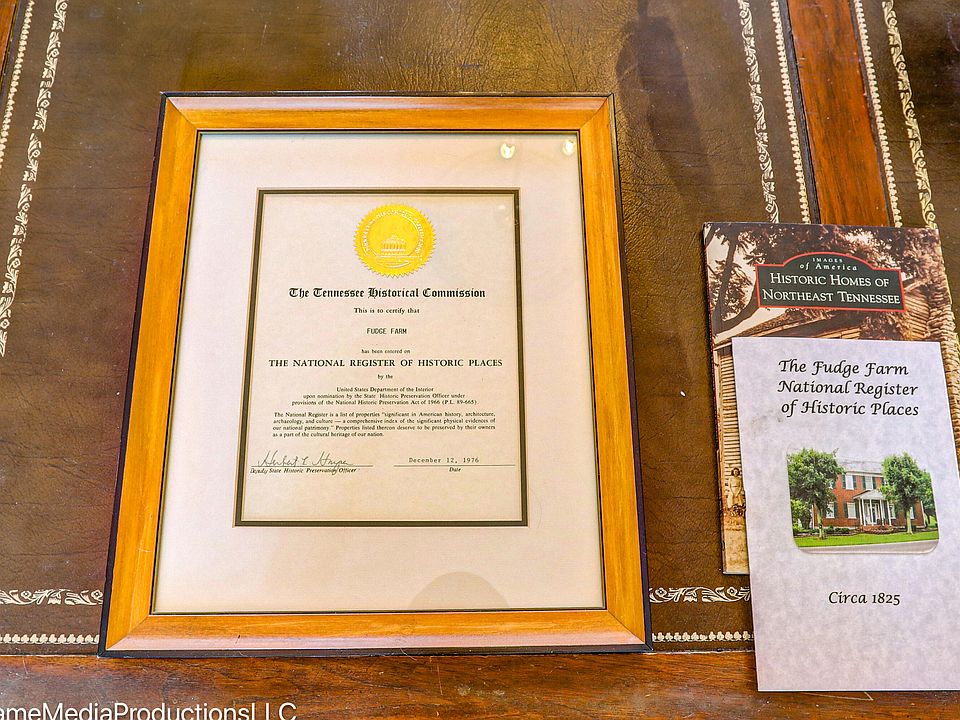 The Tennessee Historical Commission
This is to certify that
FUDGE FARM
has been entered on
THE NATIONAL REGISTER OF HISTORIC PLACES
by the
United States Department of the Interior
upon nomination by the State Historic Preservation Officer under
provisions of the National Historic Preservation Act of 1966 (P.L. 89-665).
The National Register is a list of properties "significant in American history, architecture,
archaeology, and culture — a comprehensive index of the significant physical evidences of
our national patrimony." Properties listed thereon deserve to be preserved by their owners
as a part of the cultural heritage of our nation.
Herbert L.
December 12, 1976
Deputy State Historic Preservation Officer
Date
IMAGES
of America
HISTORIC HOMES OF
NORTHEAST TENNESSEE
The Fudge Farm
National Register
of Historic Places
Circa 1825
ameMediaProductionsLLC